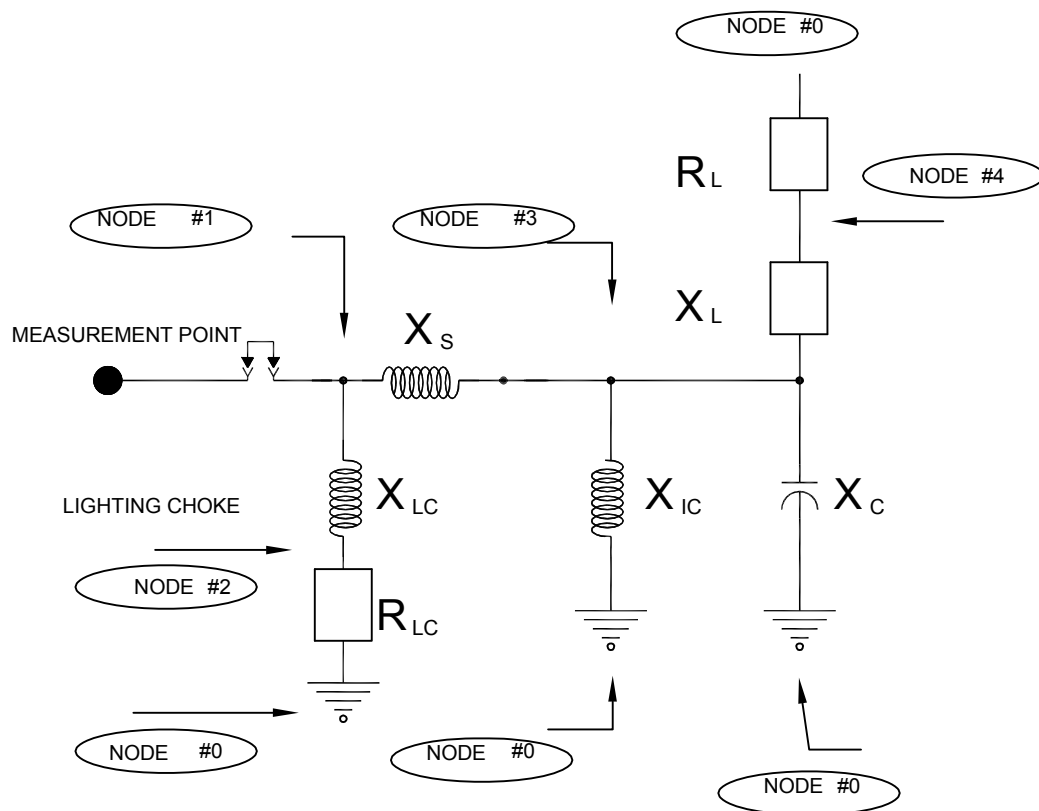 NODE #0
R L
NODE #4
NODE #1
NODE #3
X L
MEASUREMENT POINT
X S
X LC
X IC
X C
LIGHTING CHOKE
NODE #2
R LC
NODE #0
NODE #0
NODE #0